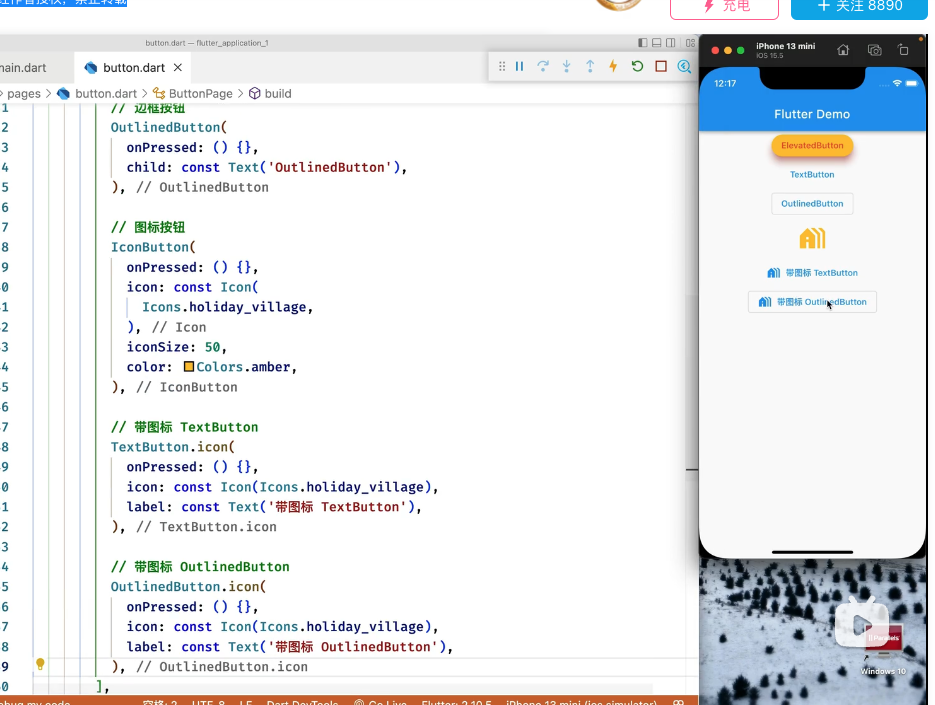 经作者授权，禁止转载
充电
+ 关注 8890
button.dart — flutter_application_1
main.dart
button.dart ×
pages > button.dart > ButtonPage > build
// 边框按钮
2 OutlinedButton(
3 onPressed: () {},
4 child: const Text('OutlinedButton'),
5 ), // OutlinedButton
6
7 // 图标按钮
8 IconButton(
9 onPressed: () {},
0 icon: const Icon(
1 Icons.holiday_village,
2 ), // Icon
3 iconSize: 50,
4 color: Colors.amber,
5 ), // IconButton
6
7 // 带图标 TextButton
8 TextButton.icon(
9 onPressed: () {},
0 icon: const Icon(Icons.holiday_village),
1 label: const Text('带图标 TextButton'),
2 ), // TextButton.icon
3
4 // 带图标 OutlinedButton
5 OutlinedButton.icon(
6 onPressed: () {},
7 icon: const Icon(Icons.holiday_village),
8 label: const Text('带图标 OutlinedButton'),
9 ), // OutlinedButton.icon
0 ],
bug my code
空格: 2 UTF-8 LF Dart DevTools Go Live Flutter: 2.10.5 iPhone 13 mini (ios simulator)
iPhone 13 mini
iOS 15.5
12:17
Flutter Demo
ElevatedButton
TextButton
OutlinedButton
带图标 TextButton
带图标 OutlinedButton
Parallels
Windows 10